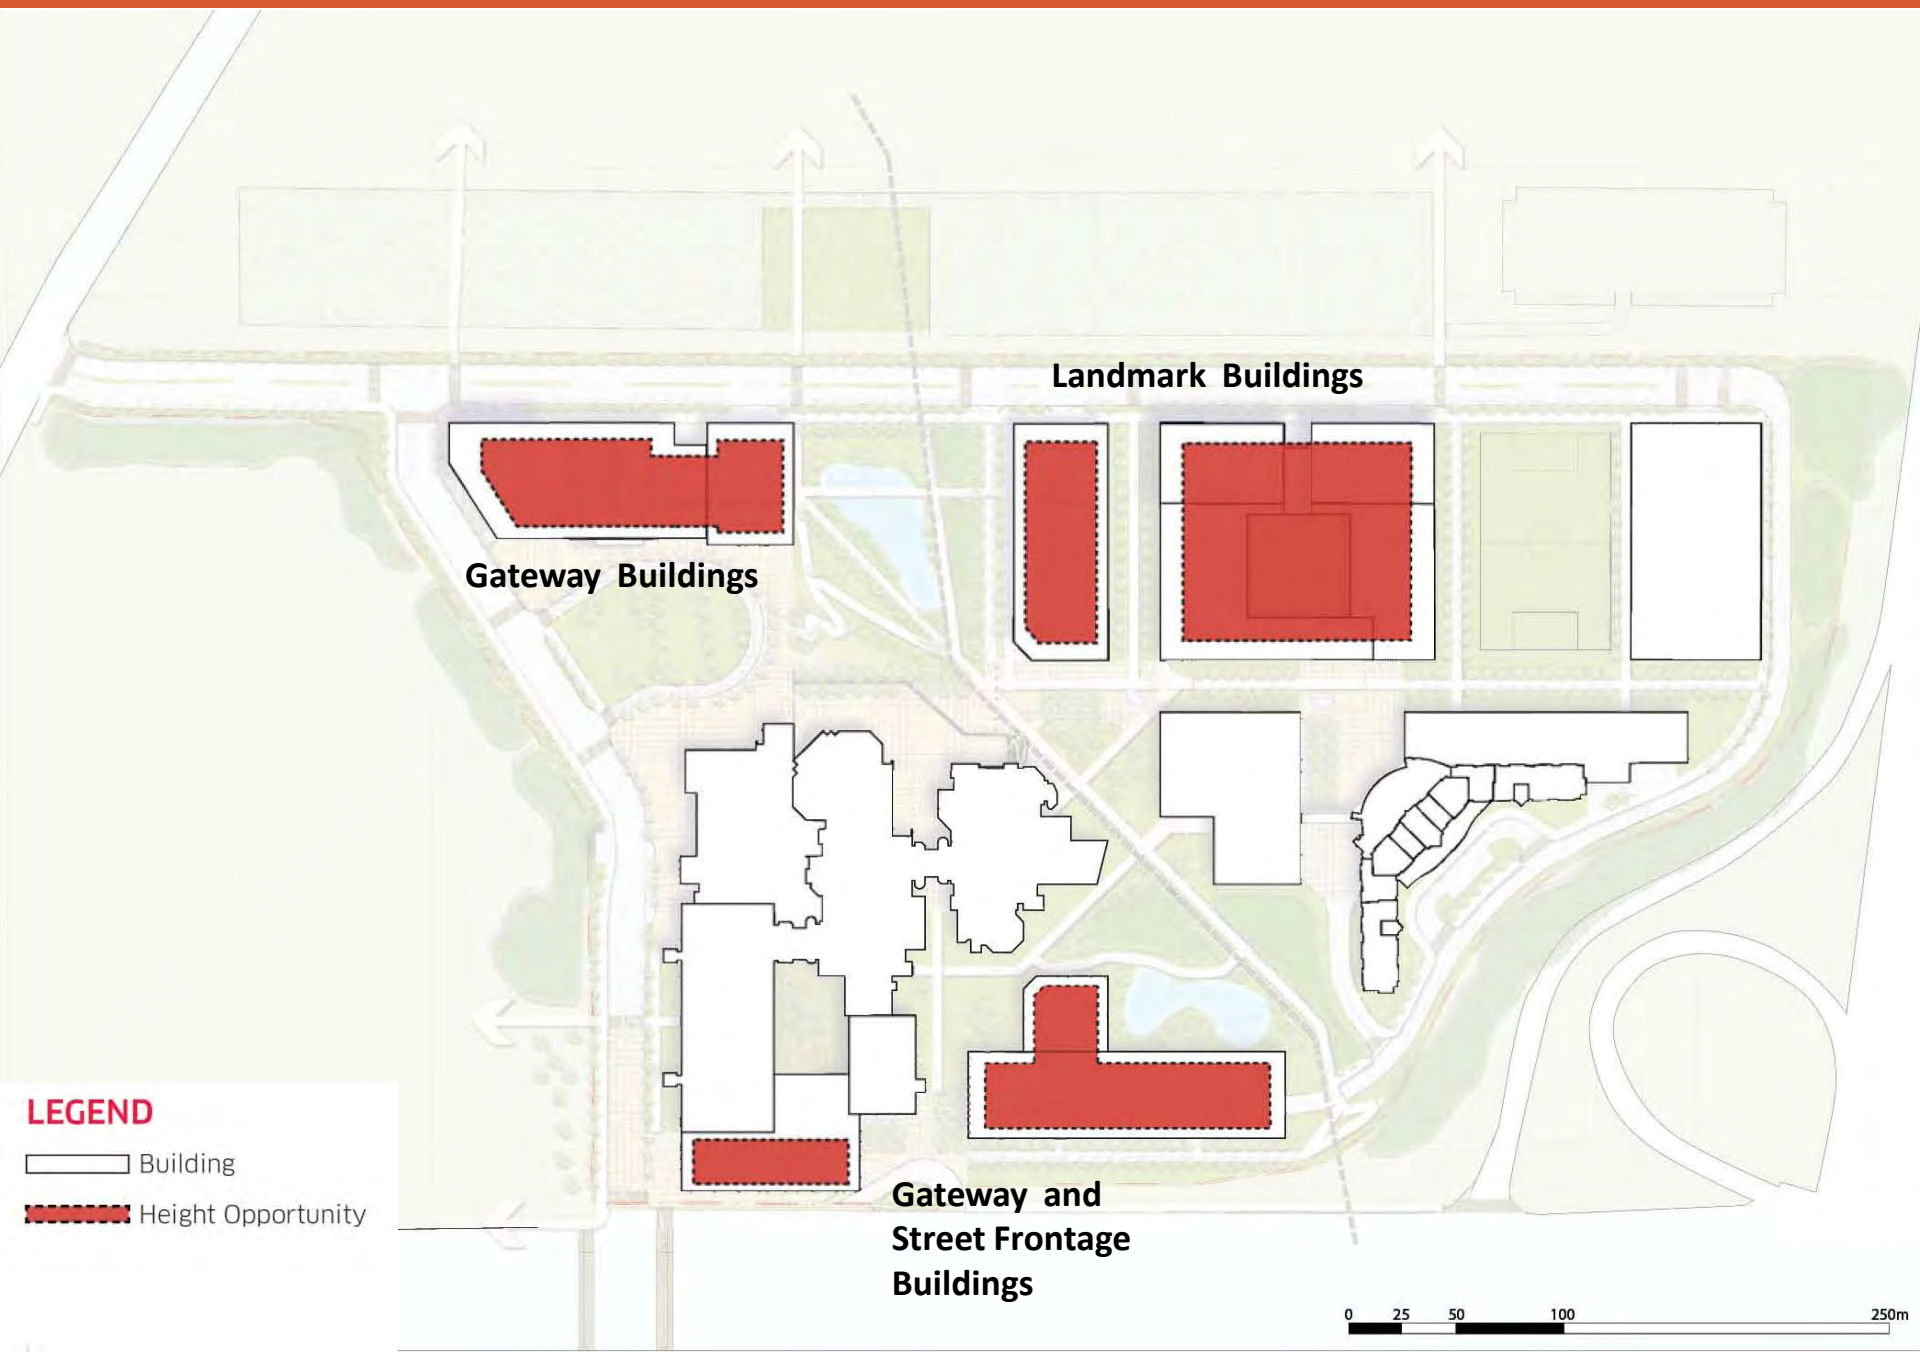 Landmark Buildings
Gateway Buildings
LEGEND
Building
Height Opportunity
Gateway and
Street Frontage
Buildings
0 25 50 100 250m